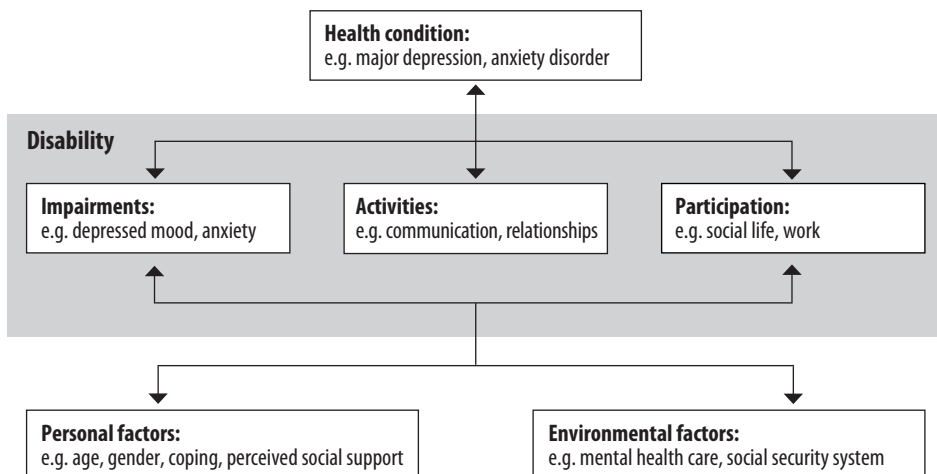 Health condition:
e.g. major depression, anxiety disorder
Disability
Impairments:
e.g. depressed mood, anxiety
Activities:
e.g. communication, relationships
Participation:
e.g. social life, work
Personal factors:
e.g. age, gender, coping, perceived social support
Environmental factors:
e.g. mental health care, social security system